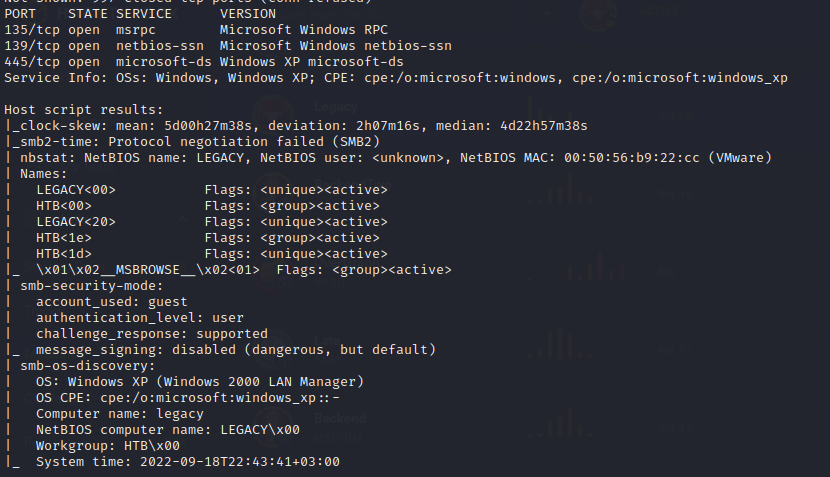 Not shown: 997 closed tcp ports (conn-refused)
PORT    STATE SERVICE      VERSION
135/tcp open  msrpc        Microsoft Windows RPC
139/tcp open  netbios-ssn  Microsoft Windows netbios-ssn
445/tcp open  microsoft-ds Windows XP microsoft-ds
Service Info: OSs: Windows, Windows XP; CPE: cpe:/o:microsoft:windows, cpe:/o:microsoft:windows_xp
Host script results:
|_clock-skew: mean: 5d00h27m38s, deviation: 2h07m16s, median: 4d22h57m38s
|_smb2-time: Protocol negotiation failed (SMB2)
| nbstat: NetBIOS name: LEGACY, NetBIOS user: <unknown>, NetBIOS MAC: 00:50:56:b9:22:cc (VMware)
| Names:
|   LEGACY<00>           Flags: <unique><active>
|   HTB<00>              Flags: <group><active>
|   LEGACY<20>           Flags: <unique><active>
|   HTB<1e>              Flags: <group><active>
|   HTB<1d>              Flags: <unique><active>
|_  \x01\x02__MSBROWSE__\x02<01>  Flags: <group><active>
| smb-security-mode:
|   account_used: guest
|   authentication_level: user
|   challenge_response: supported
|_  message_signing: disabled (dangerous, but default)
| smb-os-discovery:
|   OS: Windows XP (Windows 2000 LAN Manager)
|   OS CPE: cpe:/o:microsoft:windows_xp::-
|   Computer name: legacy
|   NetBIOS computer name: LEGACY\x00
|   Workgroup: HTB\x00
|_  System time: 2022-09-18T22:43:41+03:00
Legacy
Backend